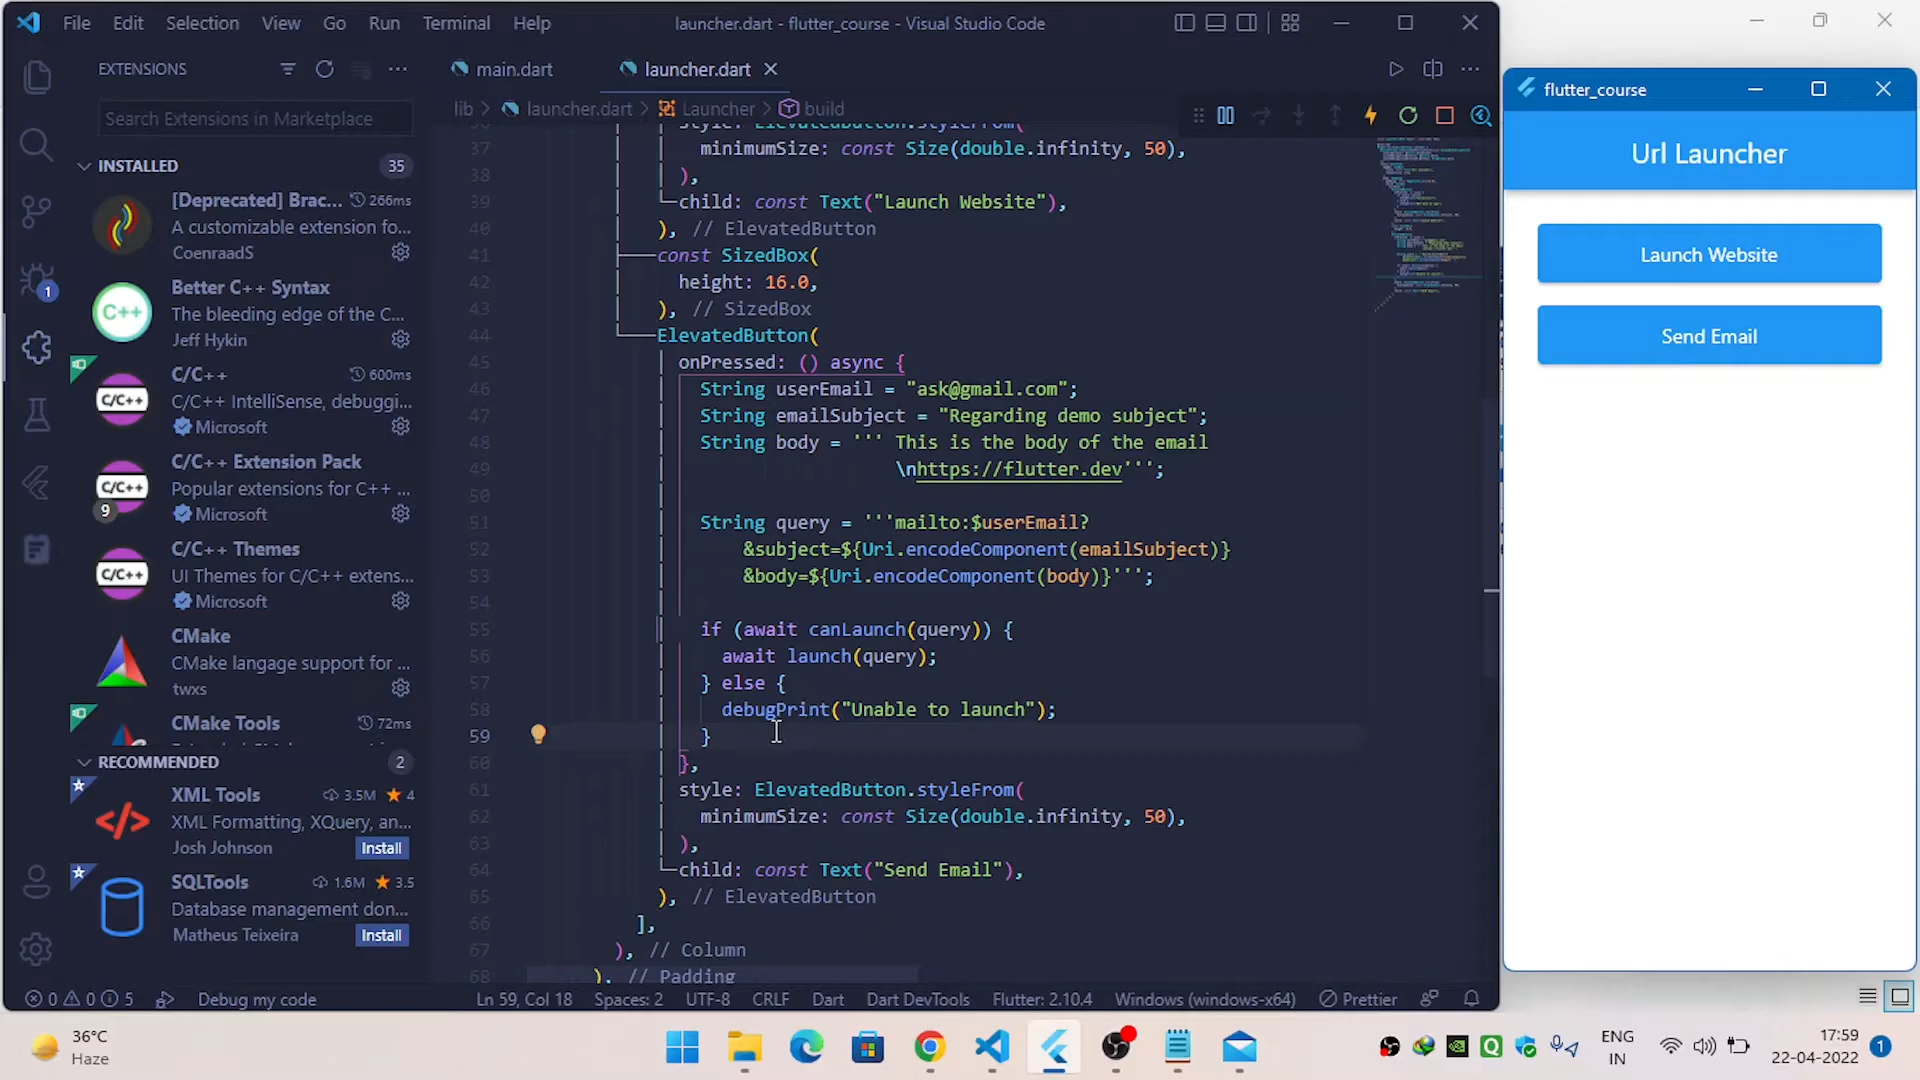 File Edit Selection View Go Run Terminal Help
launcher.dart - flutter_course - Visual Studio Code
EXTENSIONS
Search Extensions in Marketplace
INSTALLED 35
[Deprecated] Brac... 266ms
A customizable extension fo...
CoenraadS
Better C++ Syntax
The bleeding edge of the C...
Jeff Hykin
C/C++ 600ms
C/C++ IntelliSense, debuggi...
Microsoft
C/C++ Extension Pack
Popular extensions for C++ ...
Microsoft
9
C/C++ Themes
UI Themes for C/C++ extens...
Microsoft
CMake
CMake langage support for ...
twxs
CMake Tools 72ms
RECOMMENDED 2
XML Tools 3.5M 4
XML Formatting, XQuery, an...
Josh Johnson Install
SQLTools 1.6M 3.5
Database management don...
Matheus Teixeira Install
main.dart launcher.dart
lib > launcher.dart > Launcher > build
style: ElevatedButton.styleFrom(
37 minimumSize: const Size(double.infinity, 50),
38 ),
39 child: const Text("Launch Website"),
40 ), // ElevatedButton
41 const SizedBox(
42 height: 16.0,
43 ), // SizedBox
44 ElevatedButton(
45 onPressed: () async {
46 String userEmail = "ask@gmail.com";
47 String emailSubject = "Regarding demo subject";
48 String body = ''' This is the body of the email
49 \nhttps://flutter.dev''';
50
51 String query = '''mailto:$userEmail?
52 &subject=${Uri.encodeComponent(emailSubject)}
53 &body=${Uri.encodeComponent(body)}''';
54
55 if (await canLaunch(query)) {
56 await launch(query);
57 } else {
58 debugPrint("Unable to launch");
59 }
60 },
61 style: ElevatedButton.styleFrom(
62 minimumSize: const Size(double.infinity, 50),
63 ),
64 child: const Text("Send Email"),
65 ), // ElevatedButton
66 ],
67 ), // Column
68 ), // Padding
0 0 5 Debug my code Ln 59, Col 18 Spaces: 2 UTF-8 CRLF Dart Dart DevTools Flutter: 2.10.4 Windows (windows-x64) Prettier
flutter_course
Url Launcher
Launch Website
Send Email
36°C
Haze
ENG
IN
17:59
22-04-2022
1